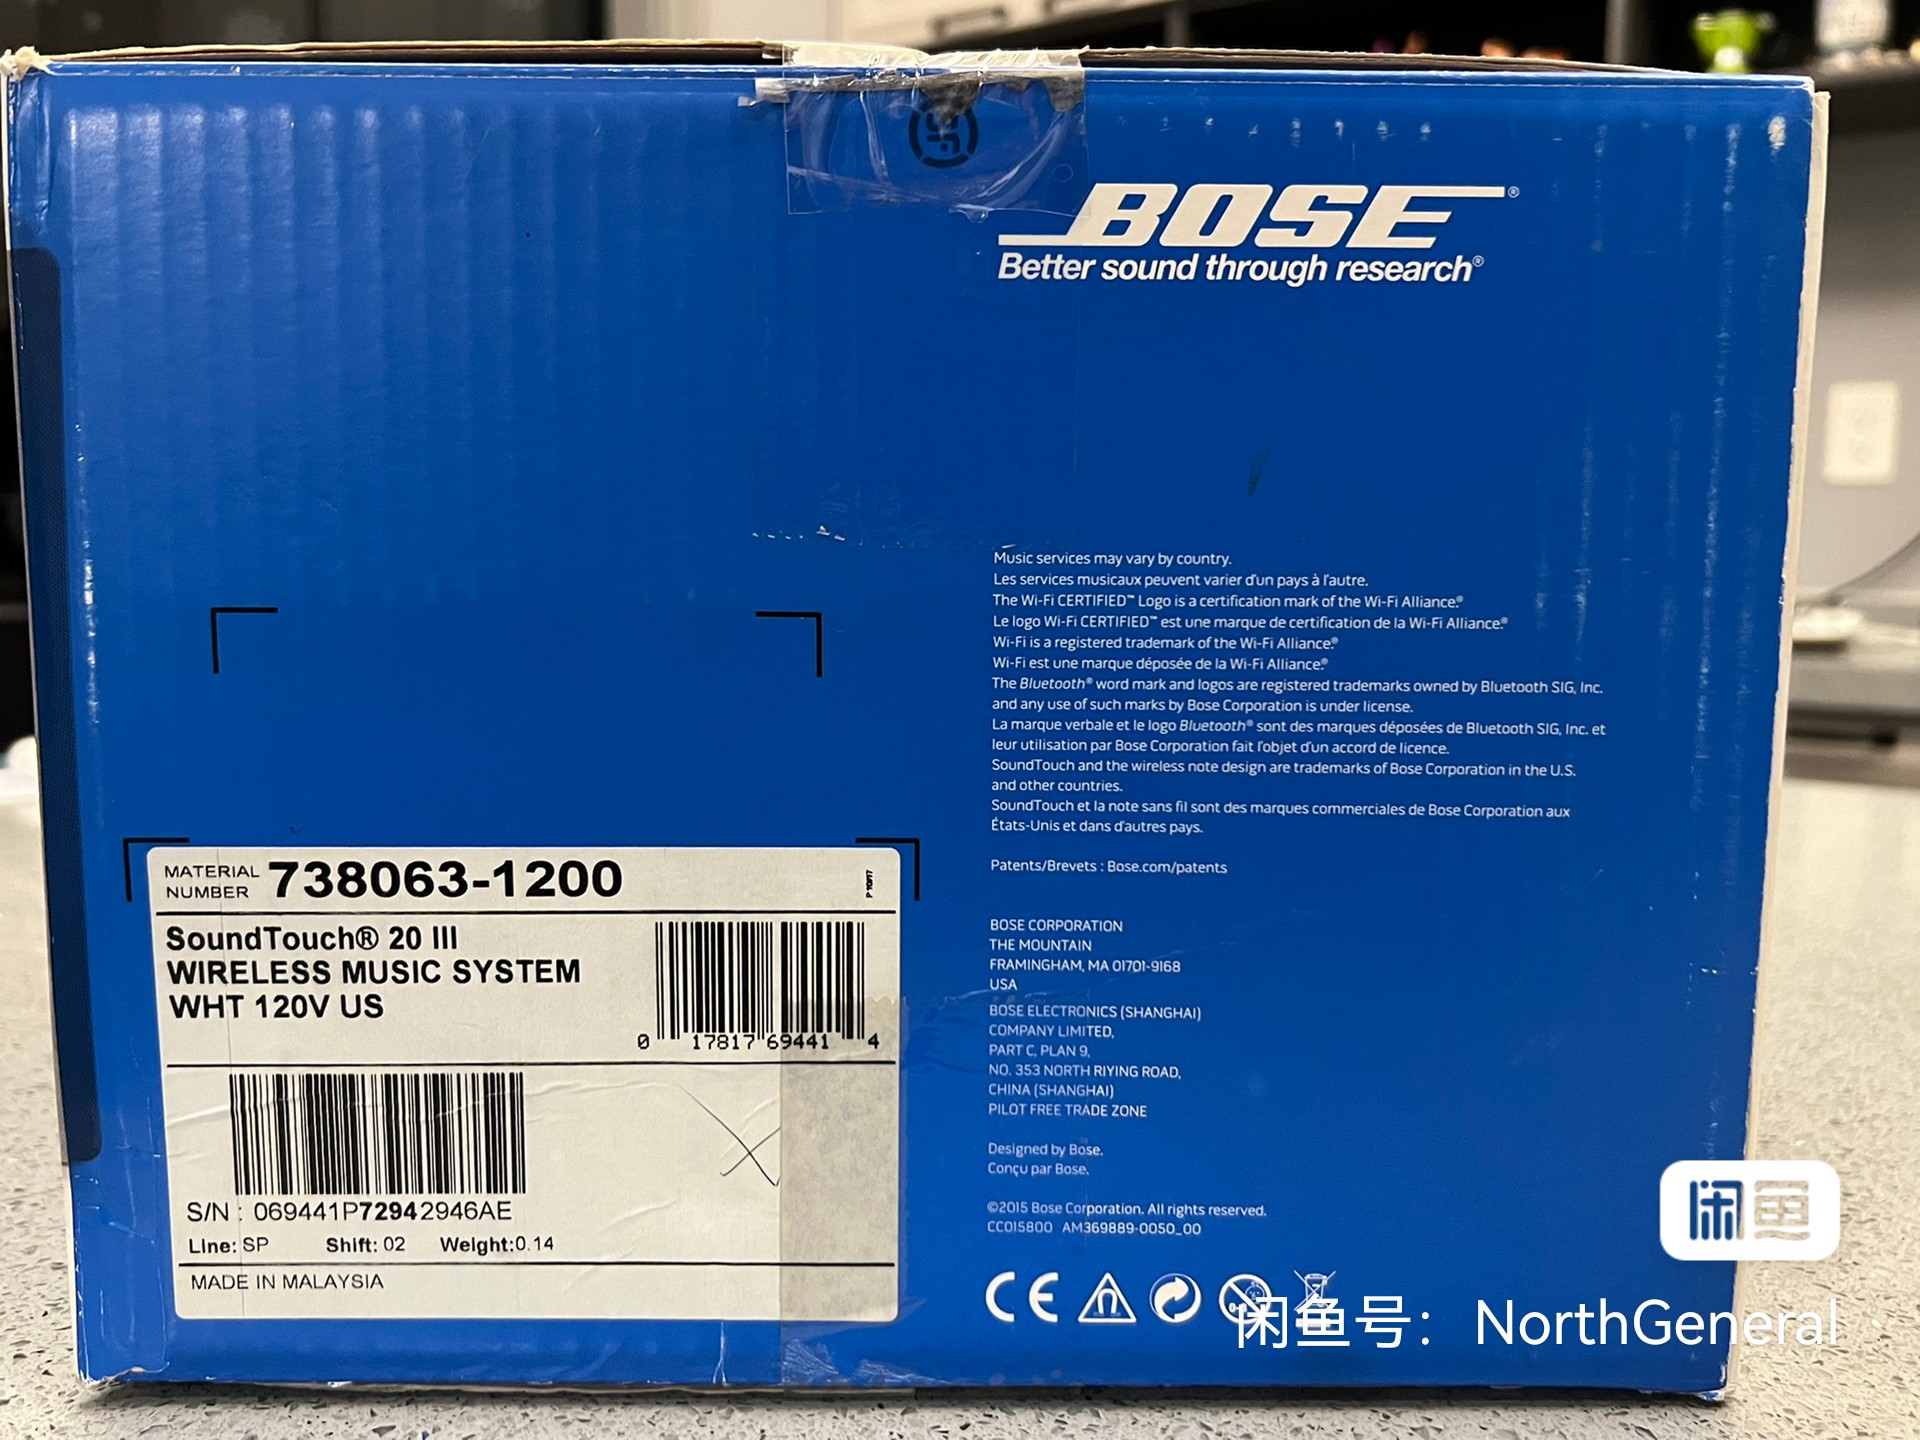 BOSE®
Better sound through research®
Music services may vary by country.
Les services musicaux peuvent varier d'un pays à l'autre.
The Wi-Fi CERTIFIED™ Logo is a certification mark of the Wi-Fi Alliance.®
Le logo Wi-Fi CERTIFIED™ est une marque de certification de la Wi-Fi Alliance.®
Wi-Fi is a registered trademark of the Wi-Fi Alliance.®
Wi-Fi est une marque déposée de la Wi-Fi Alliance.®
The Bluetooth® word mark and logos are registered trademarks owned by Bluetooth SIG, Inc.
and any use of such marks by Bose Corporation is under license.
La marque verbale et le logo Bluetooth® sont des marques déposées de Bluetooth SIG, Inc. et
leur utilisation par Bose Corporation fait l'objet d'un accord de licence.
SoundTouch and the wireless note design are trademarks of Bose Corporation in the U.S.
and other countries.
SoundTouch et la note sans fil sont des marques commerciales de Bose Corporation aux
États-Unis et dans d'autres pays.
Patents/Brevets : Bose.com/patents
BOSE CORPORATION
THE MOUNTAIN
FRAMINGHAM, MA 01701-9168
USA
BOSE ELECTRONICS (SHANGHAI)
COMPANY LIMITED,
PART C, PLAN 9,
NO. 353 NORTH RIYING ROAD,
CHINA (SHANGHAI)
PILOT FREE TRADE ZONE
Designed by Bose.
Conçu par Bose.
©2015 Bose Corporation. All rights reserved.
CC015800 AM369889-0050_00
CE
MATERIAL
NUMBER 738063-1200
SoundTouch® 20 III
WIRELESS MUSIC SYSTEM
WHT 120V US
0 17817 69441 4
S/N : 069441P72942946AE
Line: SP Shift: 02 Weight:0.14
MADE IN MALAYSIA
闲鱼
闲鱼号：NorthGeneral